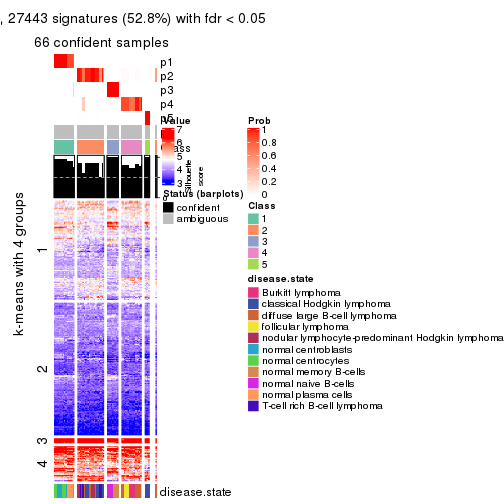 , 27443 signatures (52.8%) with fdr < 0.05
66 confident samples
p1
p2
p3
p4
p5
Value
7
6
5
4
3
Class
Silhouette
score
Status (barplots)
confident
ambiguous
Prob
1
0.8
0.6
0.4
0.2
0
Class
1
2
3
4
5
disease.state
Burkitt lymphoma
classical Hodgkin lymphoma
diffuse large B-cell lymphoma
follicular lymphoma
nodular lymphocyte-predominant Hodgkin lymphoma
normal centroblasts
normal centrocytes
normal memory B-cells
normal naive B-cells
normal plasma cells
T-cell rich B-cell lymphoma
k-means with 4 groups
1
2
3
4
disease.state